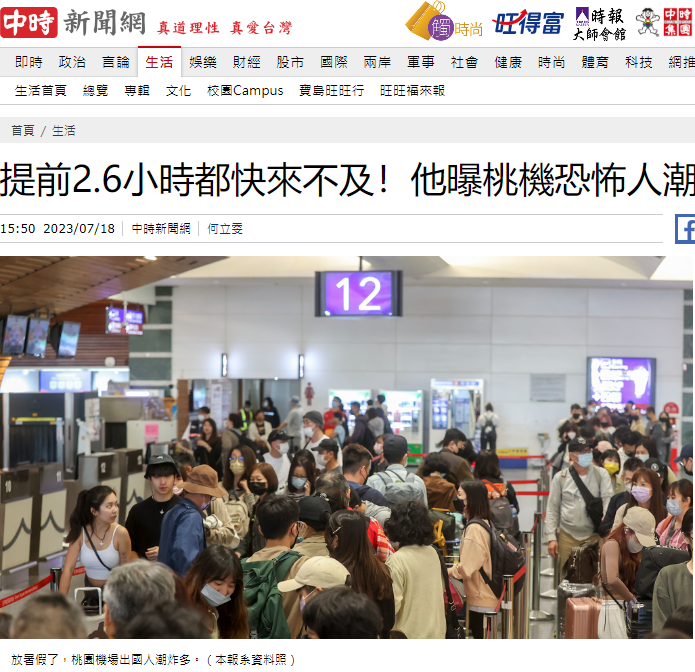 中時 新聞網 真道理性 真愛台灣
觸 時尚 旺得富 時報大師會館 中時集團
即時 政治 言論 生活 娛樂 財經 股市 國際 兩岸 軍事 社會 健康 時尚 體育 科技 網推
生活首頁 總覽 專輯 文化 校園Campus 寶島旺旺行 旺旺福來報
首頁 / 生活
提前2.6小時都快來不及！他曝桃機恐怖人潮
15:50 2023/07/18 中時新聞網 何立雯
12
10
放暑假了，桃園機場出國人潮炸多。（本報系資料照）